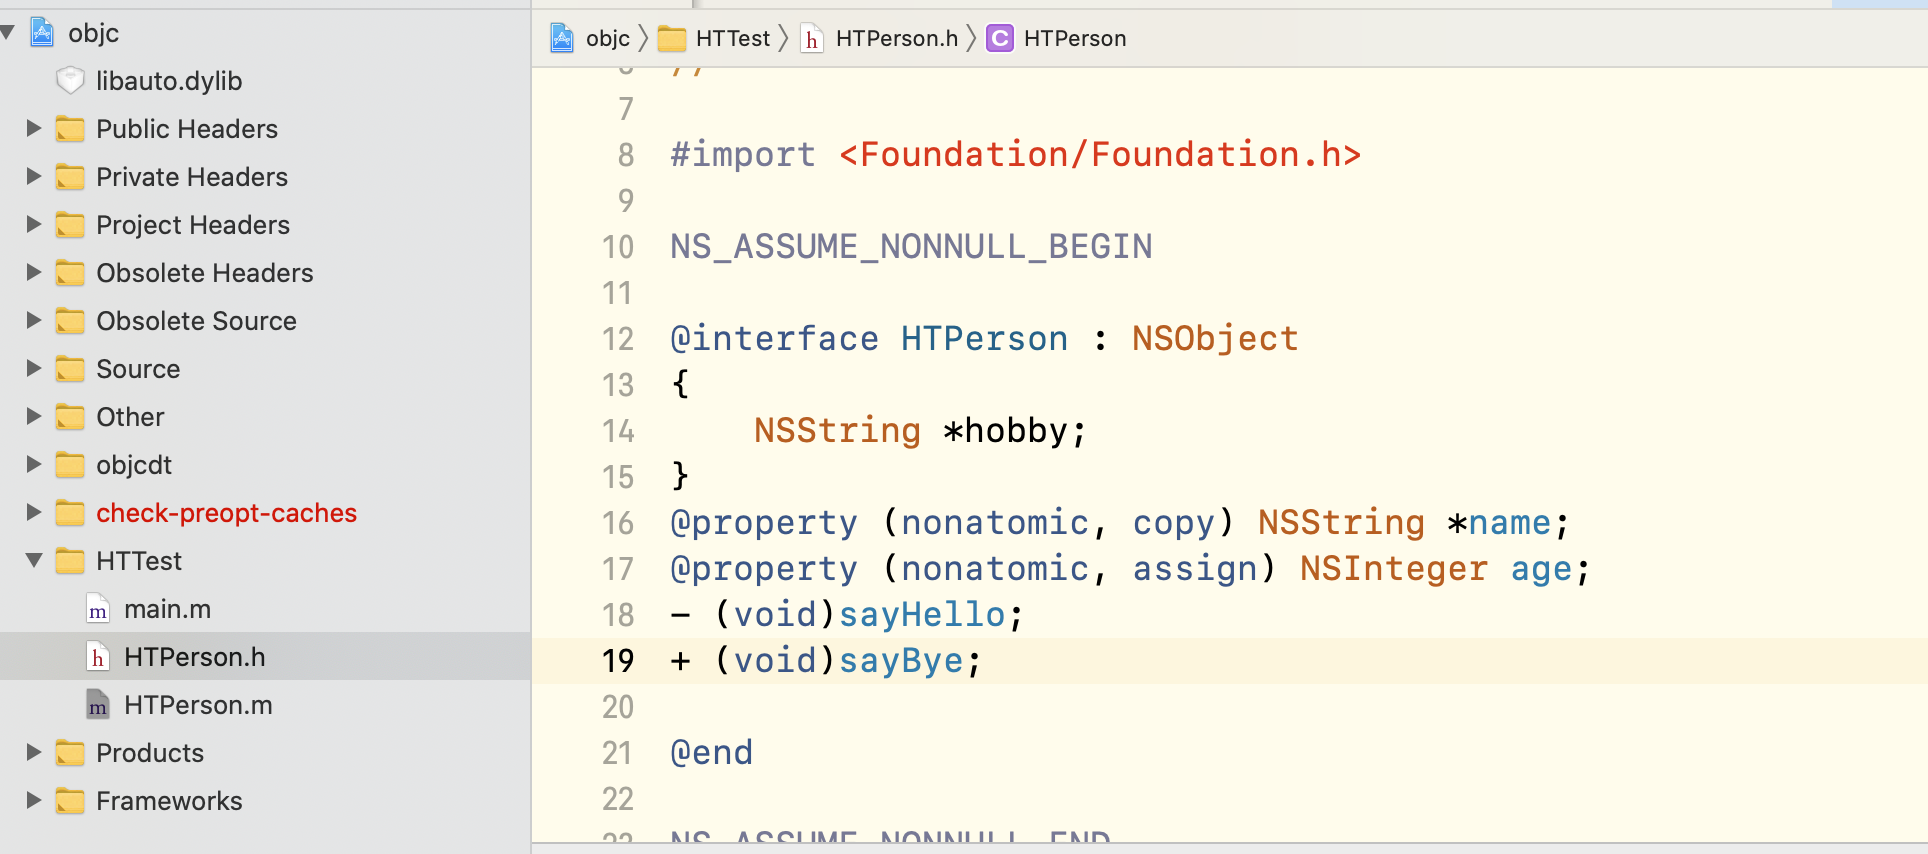 objc
libauto.dylib
Public Headers
Private Headers
Project Headers
Obsolete Headers
Obsolete Source
Source
Other
objcdt
check-preopt-caches
HTTest
m main.m
h HTPerson.h
m HTPerson.m
Products
Frameworks
objc HTTest h HTPerson.h C HTPerson
6 //
7
8 #import <Foundation/Foundation.h>
9
10 NS_ASSUME_NONNULL_BEGIN
11
12 @interface HTPerson : NSObject
13 {
14     NSString *hobby;
15 }
16 @property (nonatomic, copy) NSString *name;
17 @property (nonatomic, assign) NSInteger age;
18 - (void)sayHello;
19 + (void)sayBye;
20
21 @end
22
23 NS_ASSUME_NONNULL_END